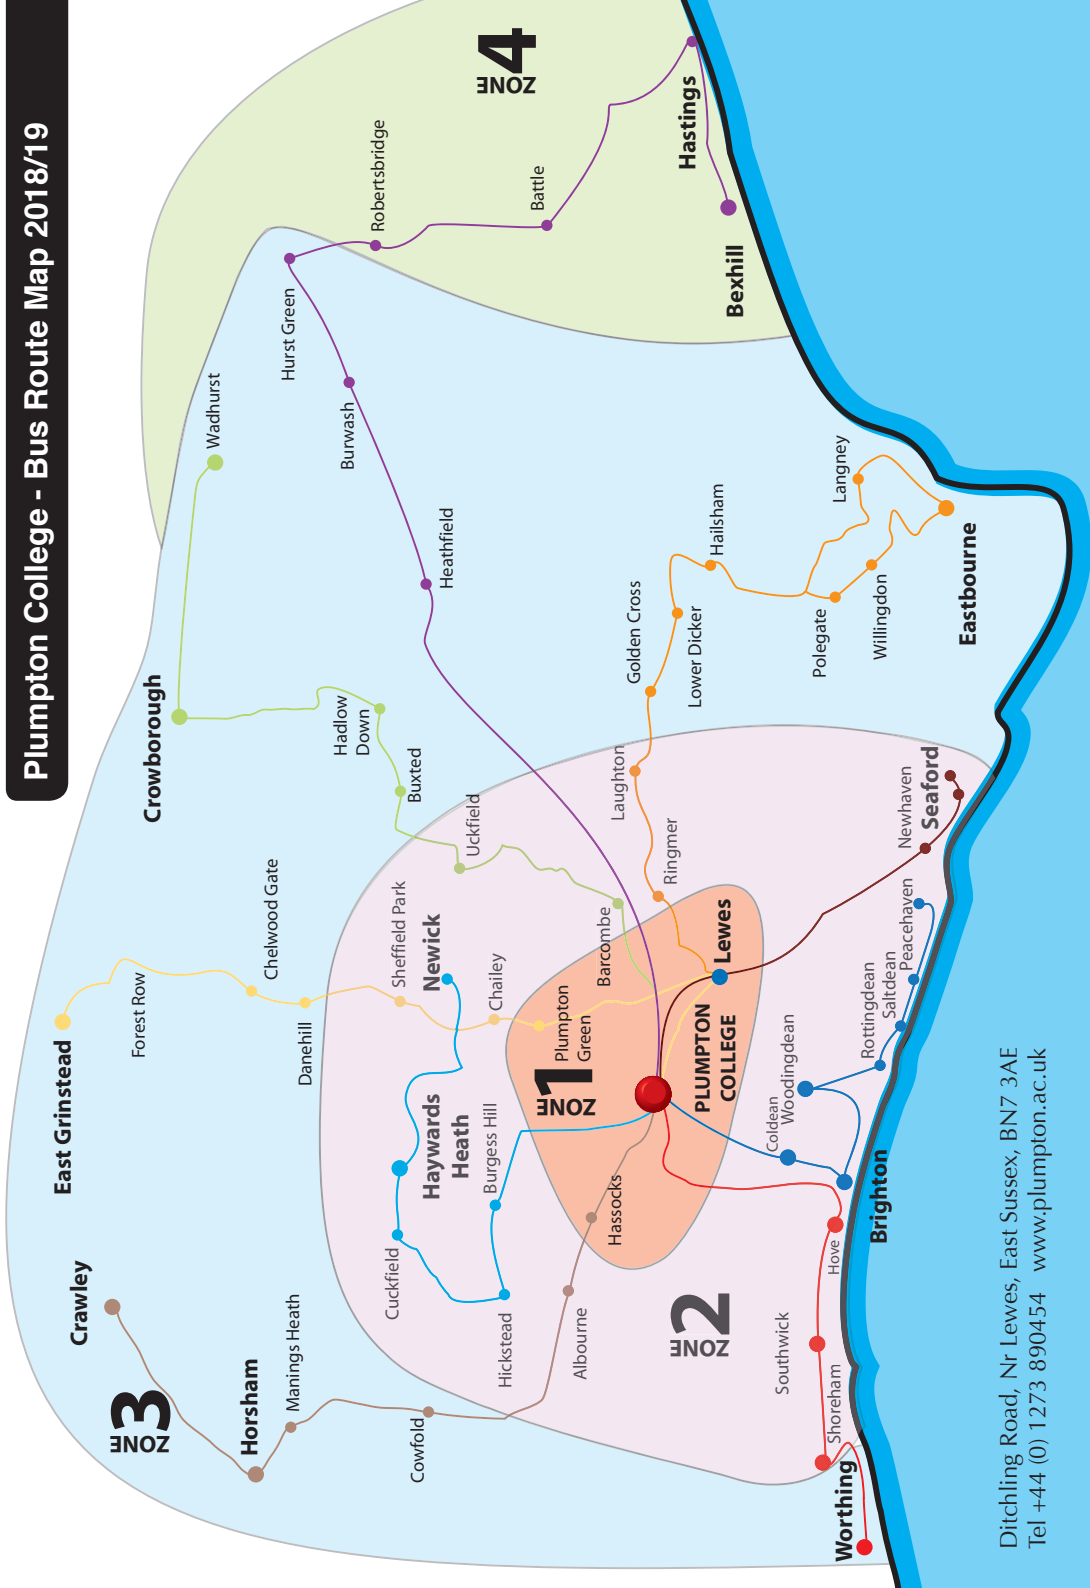 Plumpton College - Bus Route Map 2018/19
ZONE
4
Robertsbridge
Battle
Hastings
Bexhill
Hurst Green
Wadhurst
Burwash
Heathfield
Langney
Hailsham
Eastbourne
Willingdon
Polegate
Golden Cross
Lower Dicker
Crowborough
Hadlow
Down
Buxted
Uckfield
Laughton
Ringmer
Newhaven
Seaford
Peacehaven
Saltdean
Rottingdean
Chelwood Gate
Sheffield Park
Newick
Chailey
Barcombe
Lewes
Forest Row
Danehill
Plumpton
Green
PLUMPTON
COLLEGE
ZONE
1
East Grinstead
Haywards
Heath
Burgess Hill
Coldean
Woodingdean
Brighton
Hassocks
Hove
Cuckfield
Hickstead
Albourne
ZONE
2
Southwick
Shoreham
Worthing
Crawley
Manings Heath
Horsham
Cowfold
ZONE
3
Ditchling Road, Nr Lewes, East Sussex, BN7 3AE
Tel +44 (0) 1273 890454 www.plumpton.ac.uk